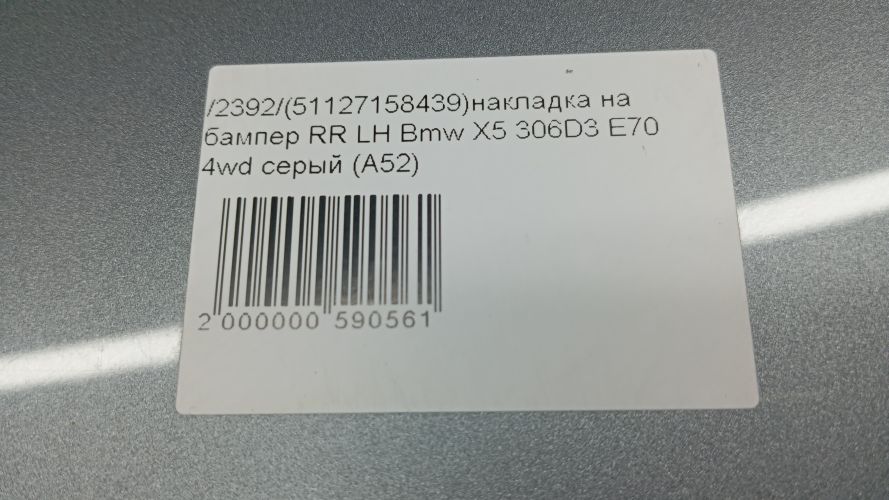 /2392/(51127158439)накладка на
бампер RR LH Bmw X5 306D3 E70
4wd серый (A52)
2 000000 590561